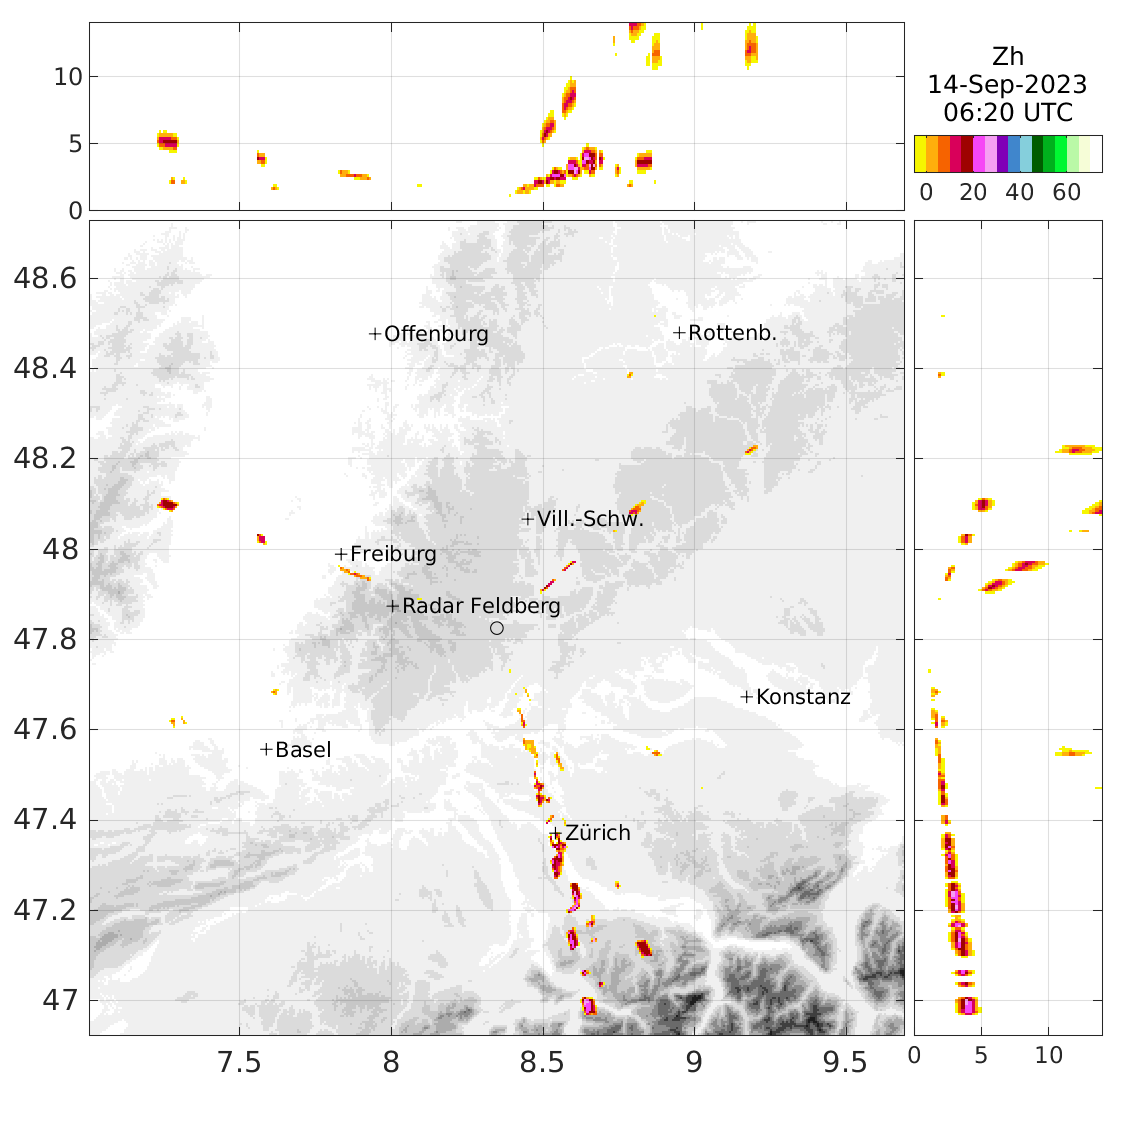 10
5
0
Zh
14-Sep-2023
06:20 UTC
0 20 40 60
48.6
48.4
48.2
48
47.8
47.6
47.4
47.2
47
Offenburg
Rottenb.
Vill.-Schw.
Freiburg
Radar Feldberg
Konstanz
Basel
Zürich
7.5 8 8.5 9 9.5
0 5 10